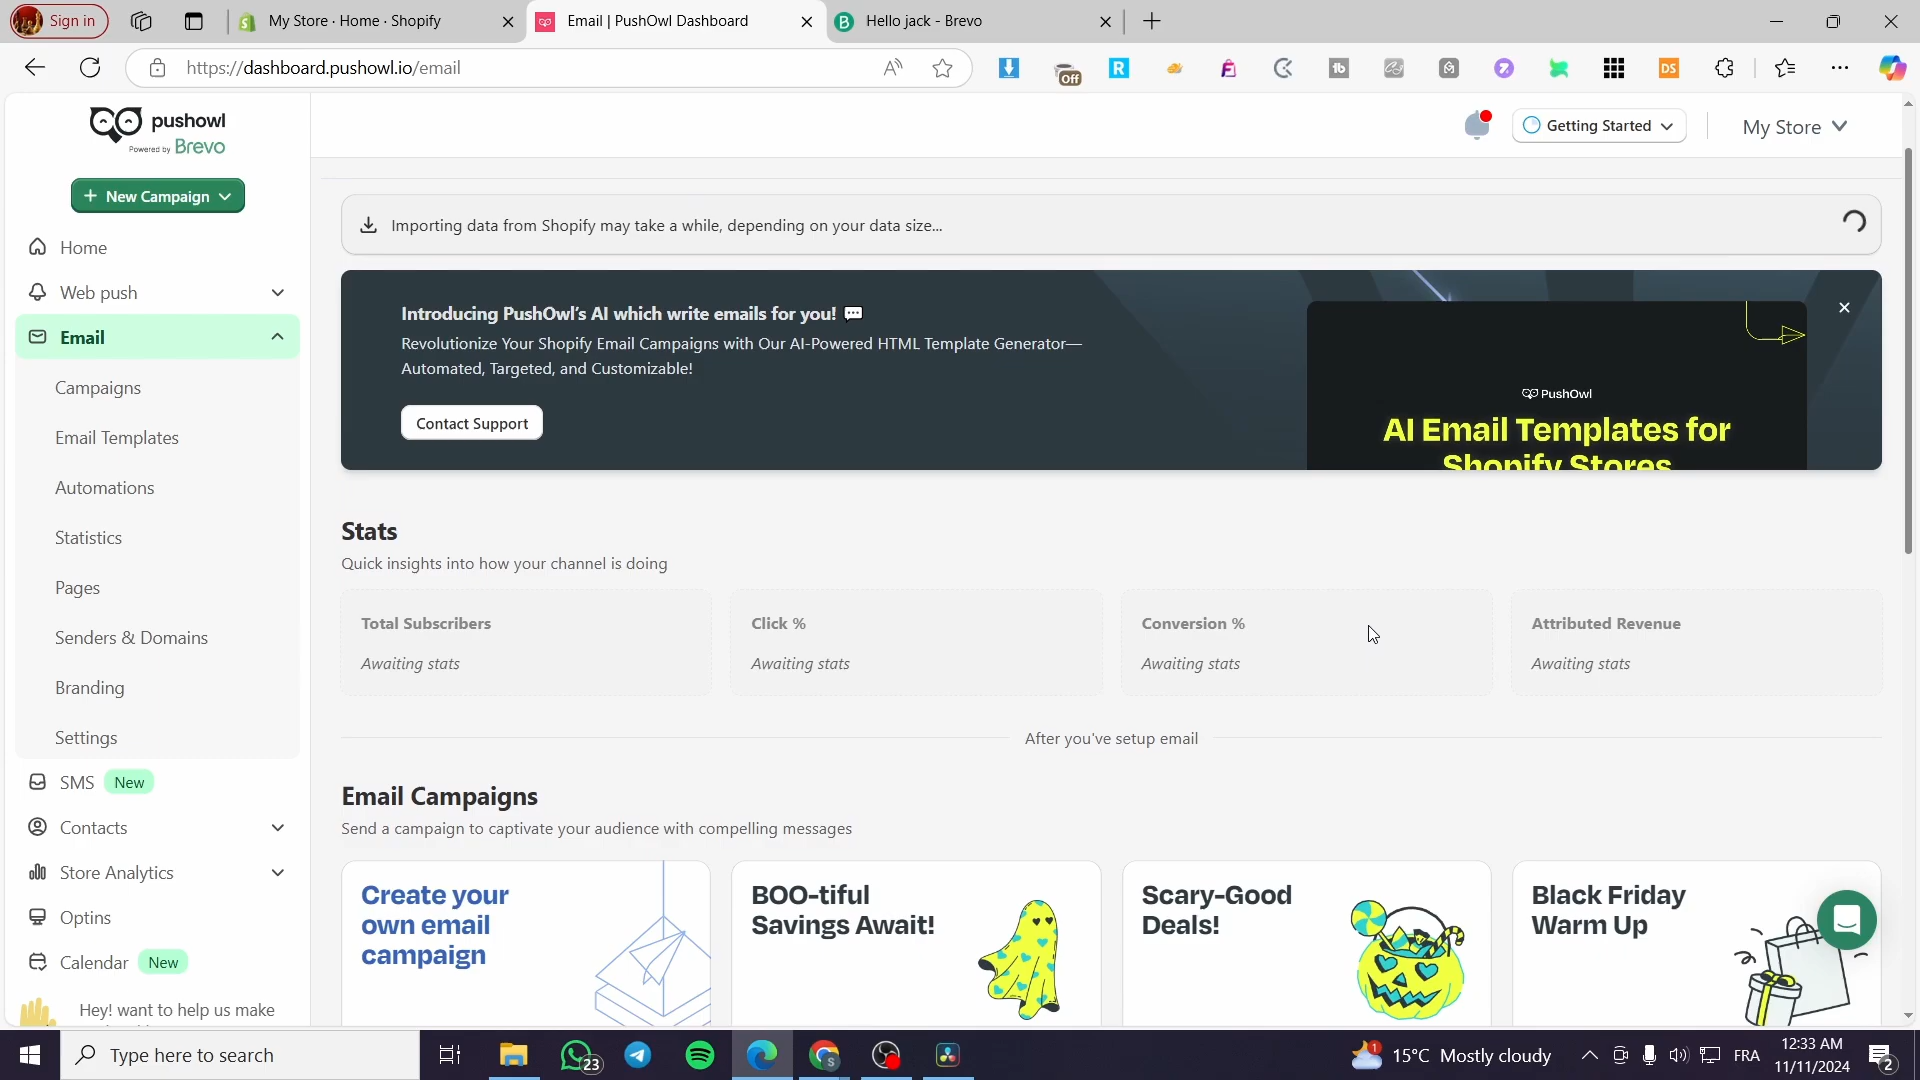 Sign in
My Store · Home · Shopify
Email | PushOwl Dashboard
Hello jack - Brevo
https://dashboard.pushowl.io/email
Off
DS
pushowl
Powered by Brevo
Getting Started
My Store
New Campaign
Home
Web push
Email
Campaigns
Email Templates
Automations
Statistics
Pages
Senders & Domains
Branding
Settings
SMS New
Contacts
Store Analytics
Optins
Calendar New
Hey! want to help us make
Importing data from Shopify may take a while, depending on your data size...
Introducing PushOwl's AI which write emails for you!
Revolutionize Your Shopify Email Campaigns with Our AI-Powered HTML Template Generator—
Automated, Targeted, and Customizable!
Contact Support
PushOwl
AI Email Templates for
Shopify Stores
Stats
Quick insights into how your channel is doing
Total Subscribers
Awaiting stats
Click %
Awaiting stats
Conversion %
Awaiting stats
Attributed Revenue
Awaiting stats
After you've setup email
Email Campaigns
Send a campaign to captivate your audience with compelling messages
Create your
own email
campaign
BOO-tiful
Savings Await!
Scary-Good
Deals!
Black Friday
Warm Up
Type here to search
23
1
15°C Mostly cloudy
FRA
12:33 AM
11/11/2024
2